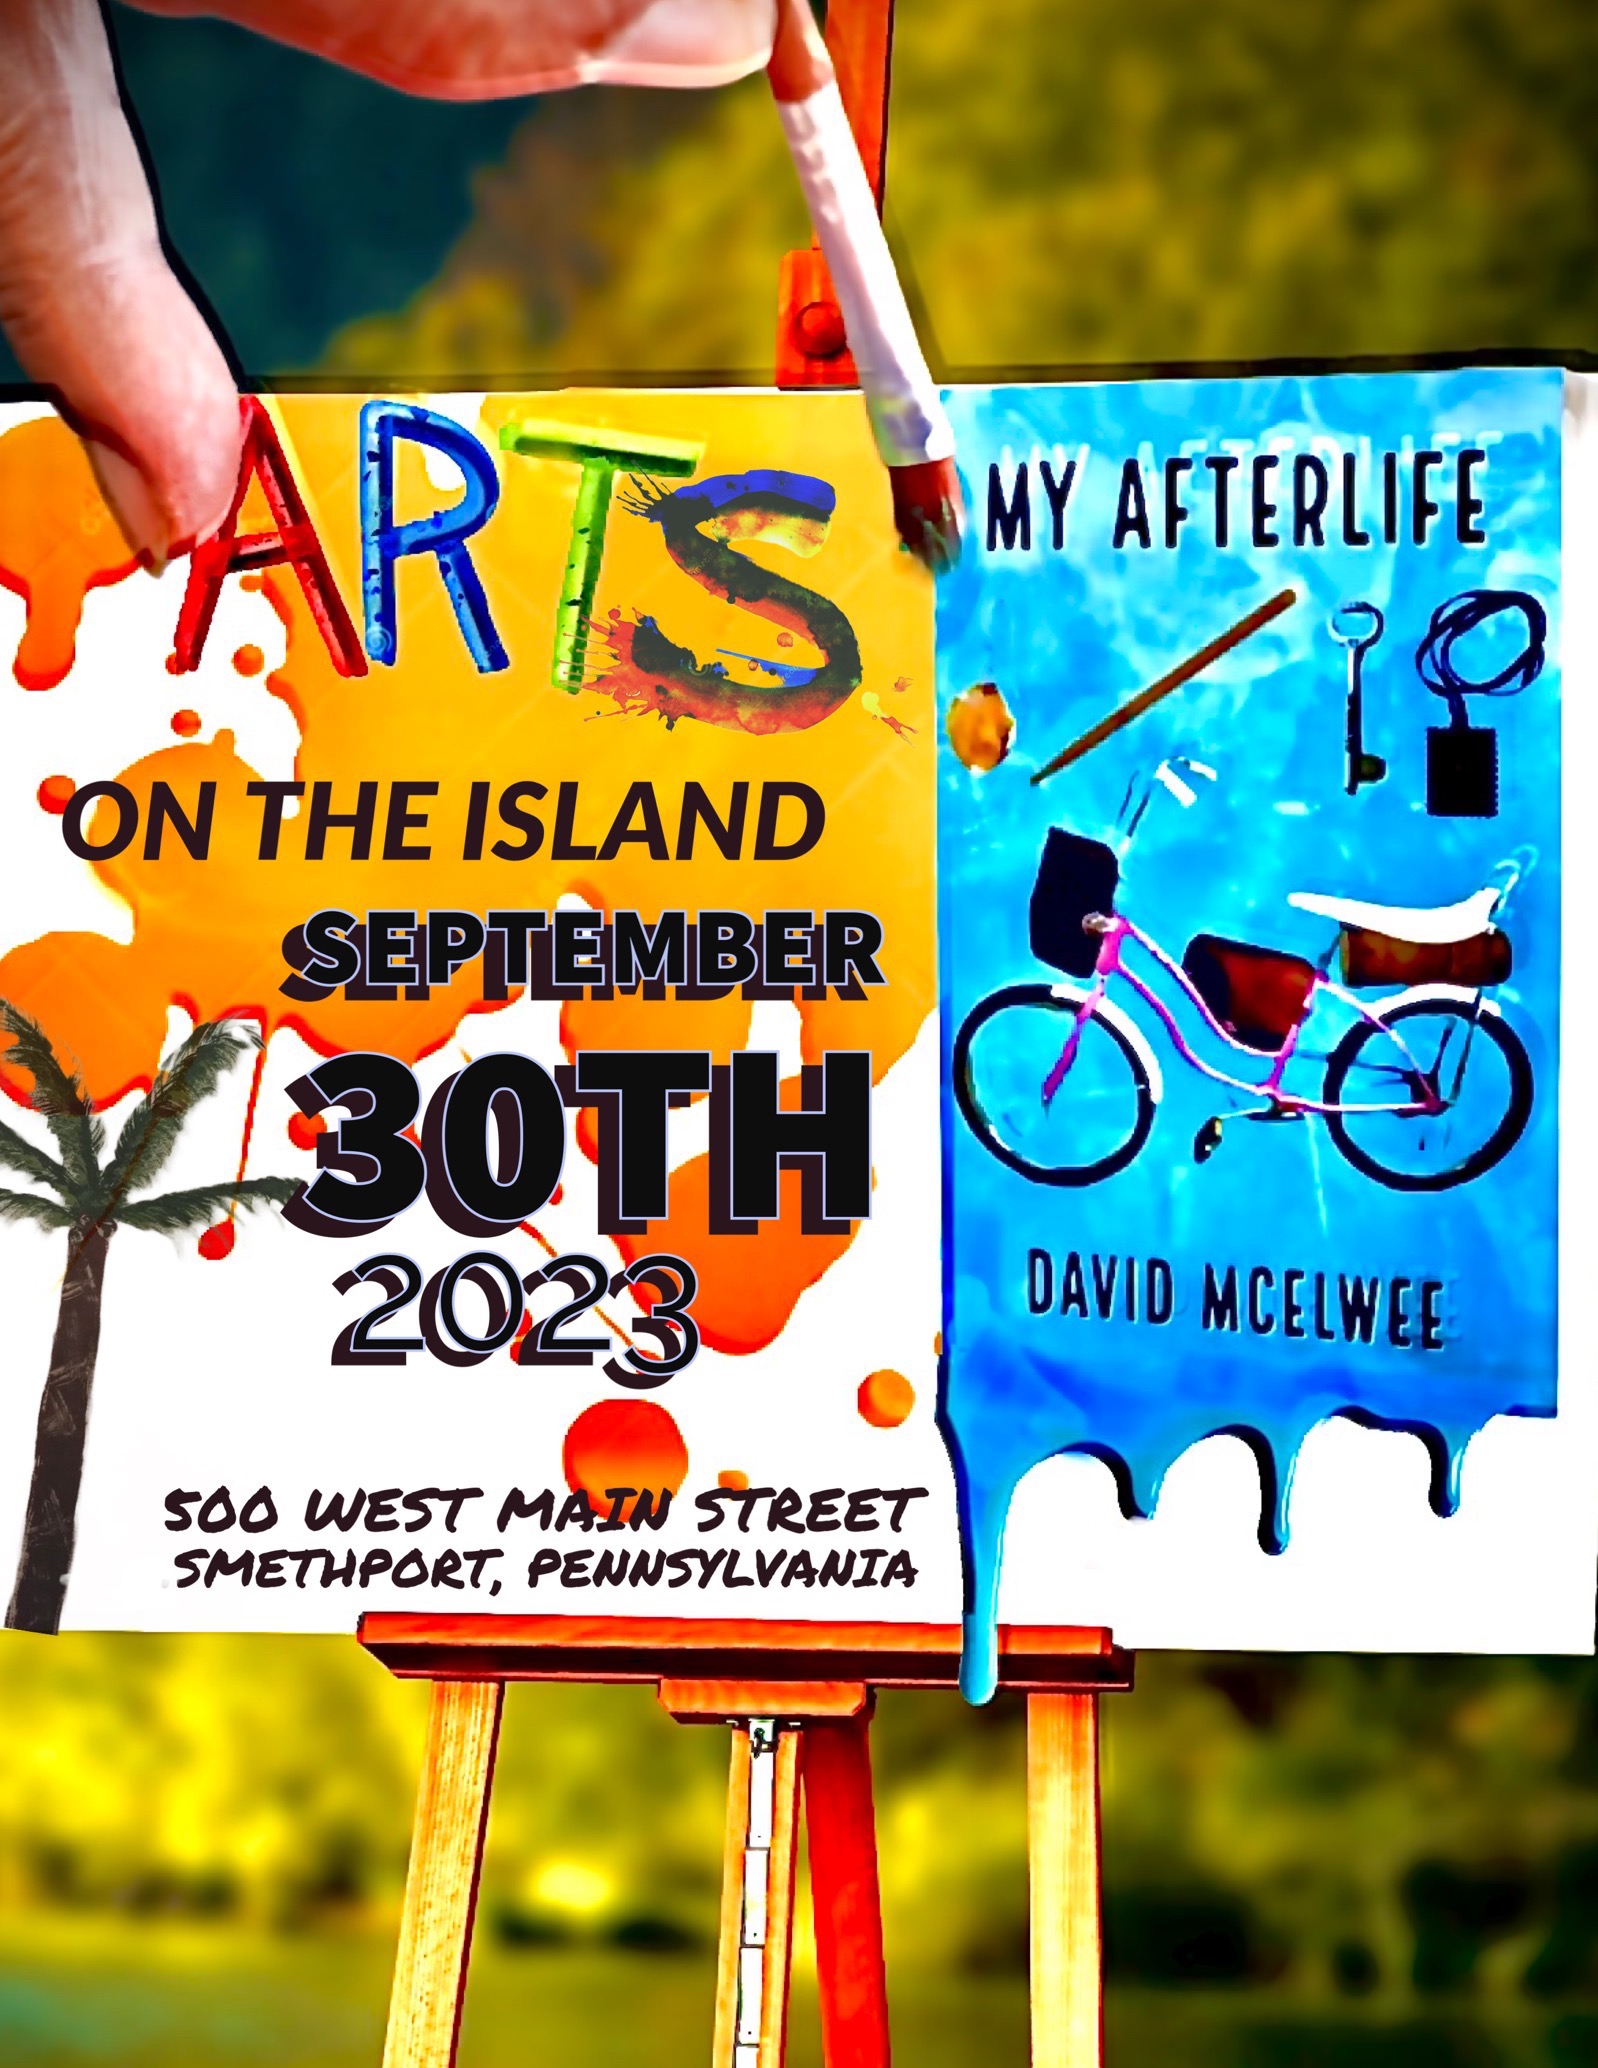 ARTS
ON THE ISLAND
SEPTEMBER
30TH
2023
500 WEST MAIN STREET
SMETHPORT, PENNSYLVANIA
MY AFTERLIFE
DAVID MCELWEE